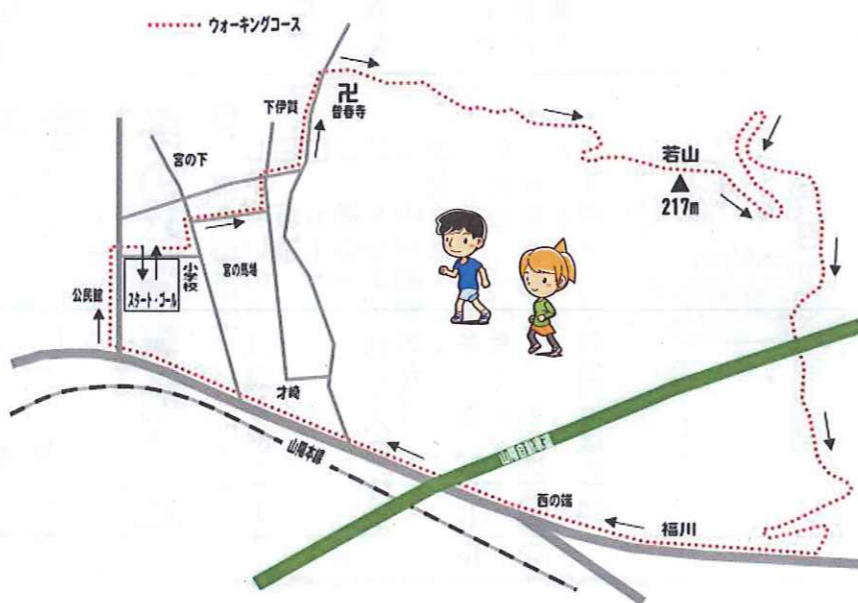 ウォーキングコース
下伊賀
卍
曽春寺
宮の下
若山
217m
小学校
宮の馬場
公民館
スタート・ゴール
才崎
山陽本線
山陽自動車道
西の端
福川